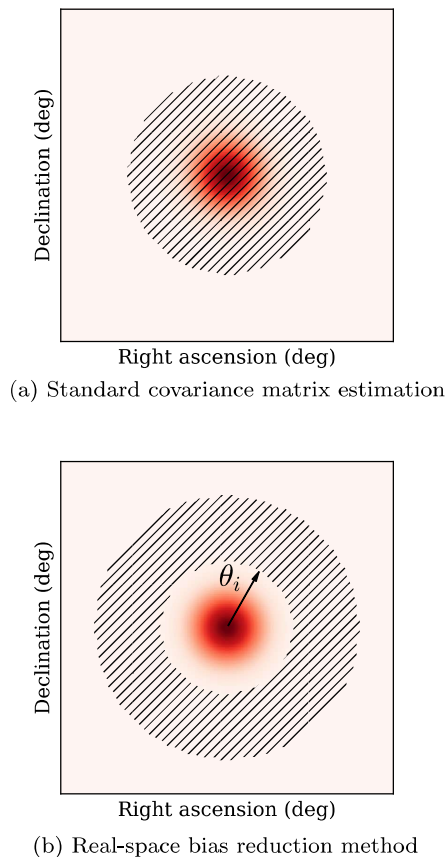 Declination (deg)
Right ascension (deg)
(a) Standard covariance matrix estimation
θᵢ
Declination (deg)
Right ascension (deg)
(b) Real-space bias reduction method